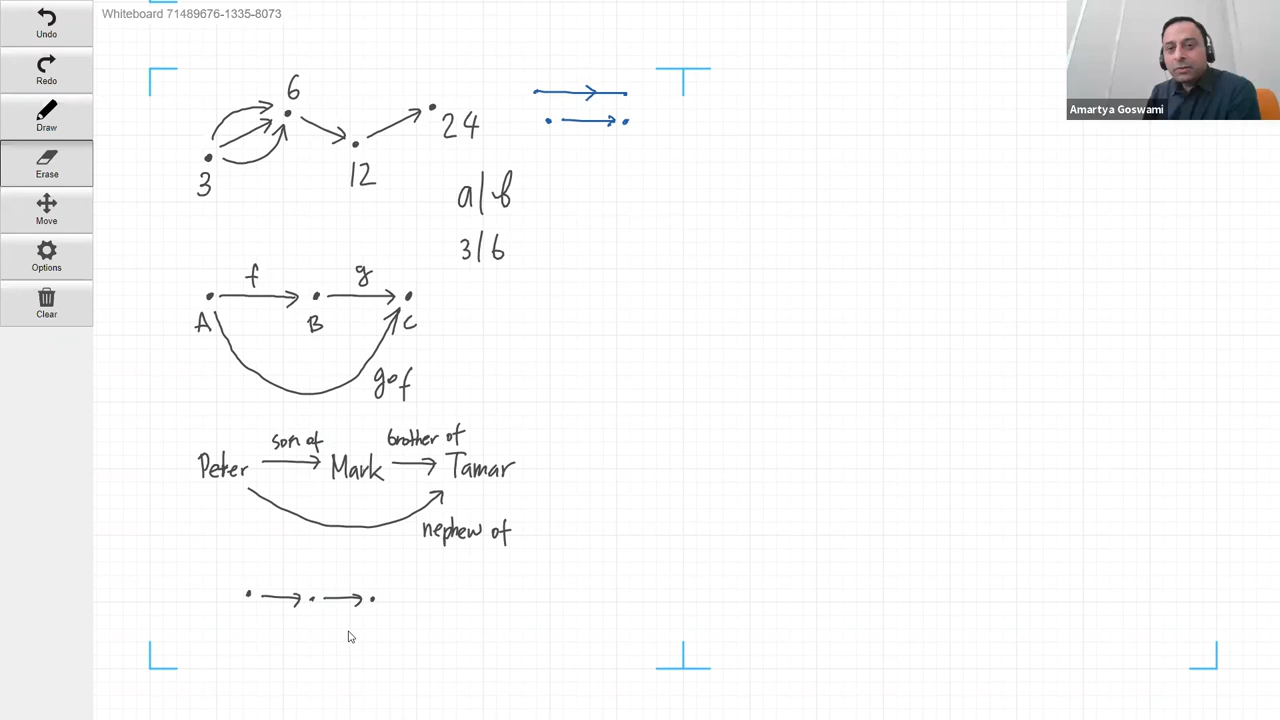 Whiteboard 71489676-1335-8073
Undo
Redo
Draw
Erase
Move
Options
Clear
Amartya Goswami
6
24
3
12
a|b
3|6
f g
A B C
g∘f
son of brother of
Peter Mark Tamar
nephew of